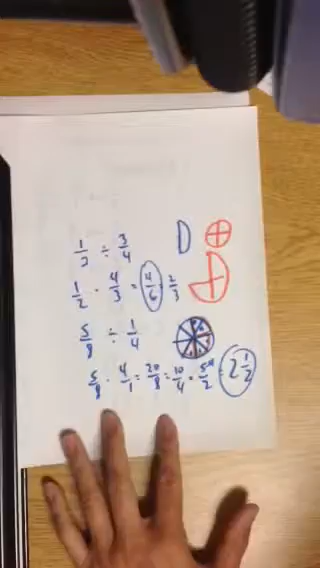 1/2 ÷ 3/4
1/2 · 4/3 = 4/6 = 2/3
5/8 ÷ 1/4
5/8 · 4/1 = 20/8 = 10/4 = 5/2 = 2 1/2